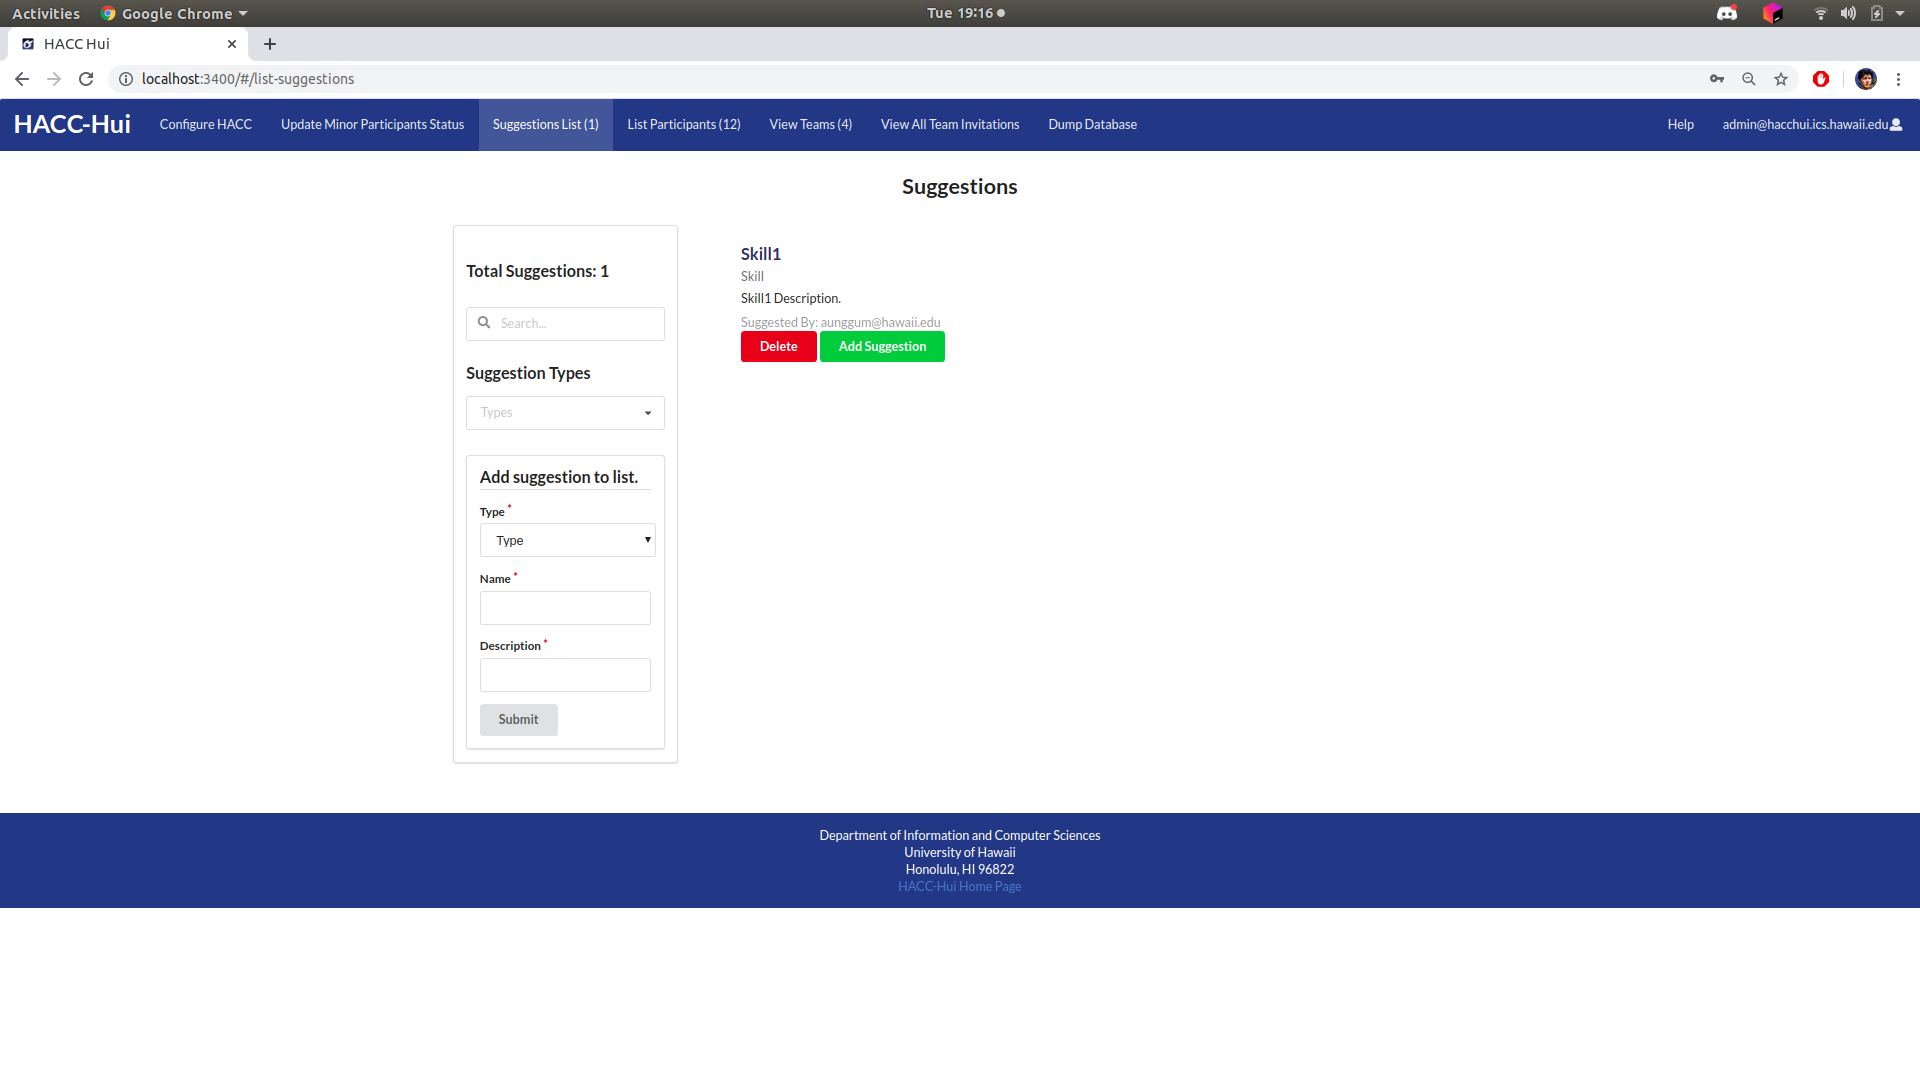 Activities Google Chrome Tue 19:16
HACC Hui
localhost:3400/#/list-suggestions
HACC-Hui Configure HACC Update Minor Participants Status Suggestions List (1) List Participants (12) View Teams (4) View All Team Invitations Dump Database Help admin@hacchui.ics.hawaii.edu
Suggestions
Total Suggestions: 1
Search...
Suggestion Types
Types
Add suggestion to list.
Type *
Type
Name *
Description *
Submit
Skill1
Skill
Skill1 Description.
Suggested By: aunggum@hawaii.edu
Delete Add Suggestion
Department of Information and Computer Sciences
University of Hawaii
Honolulu, HI 96822
HACC-Hui Home Page